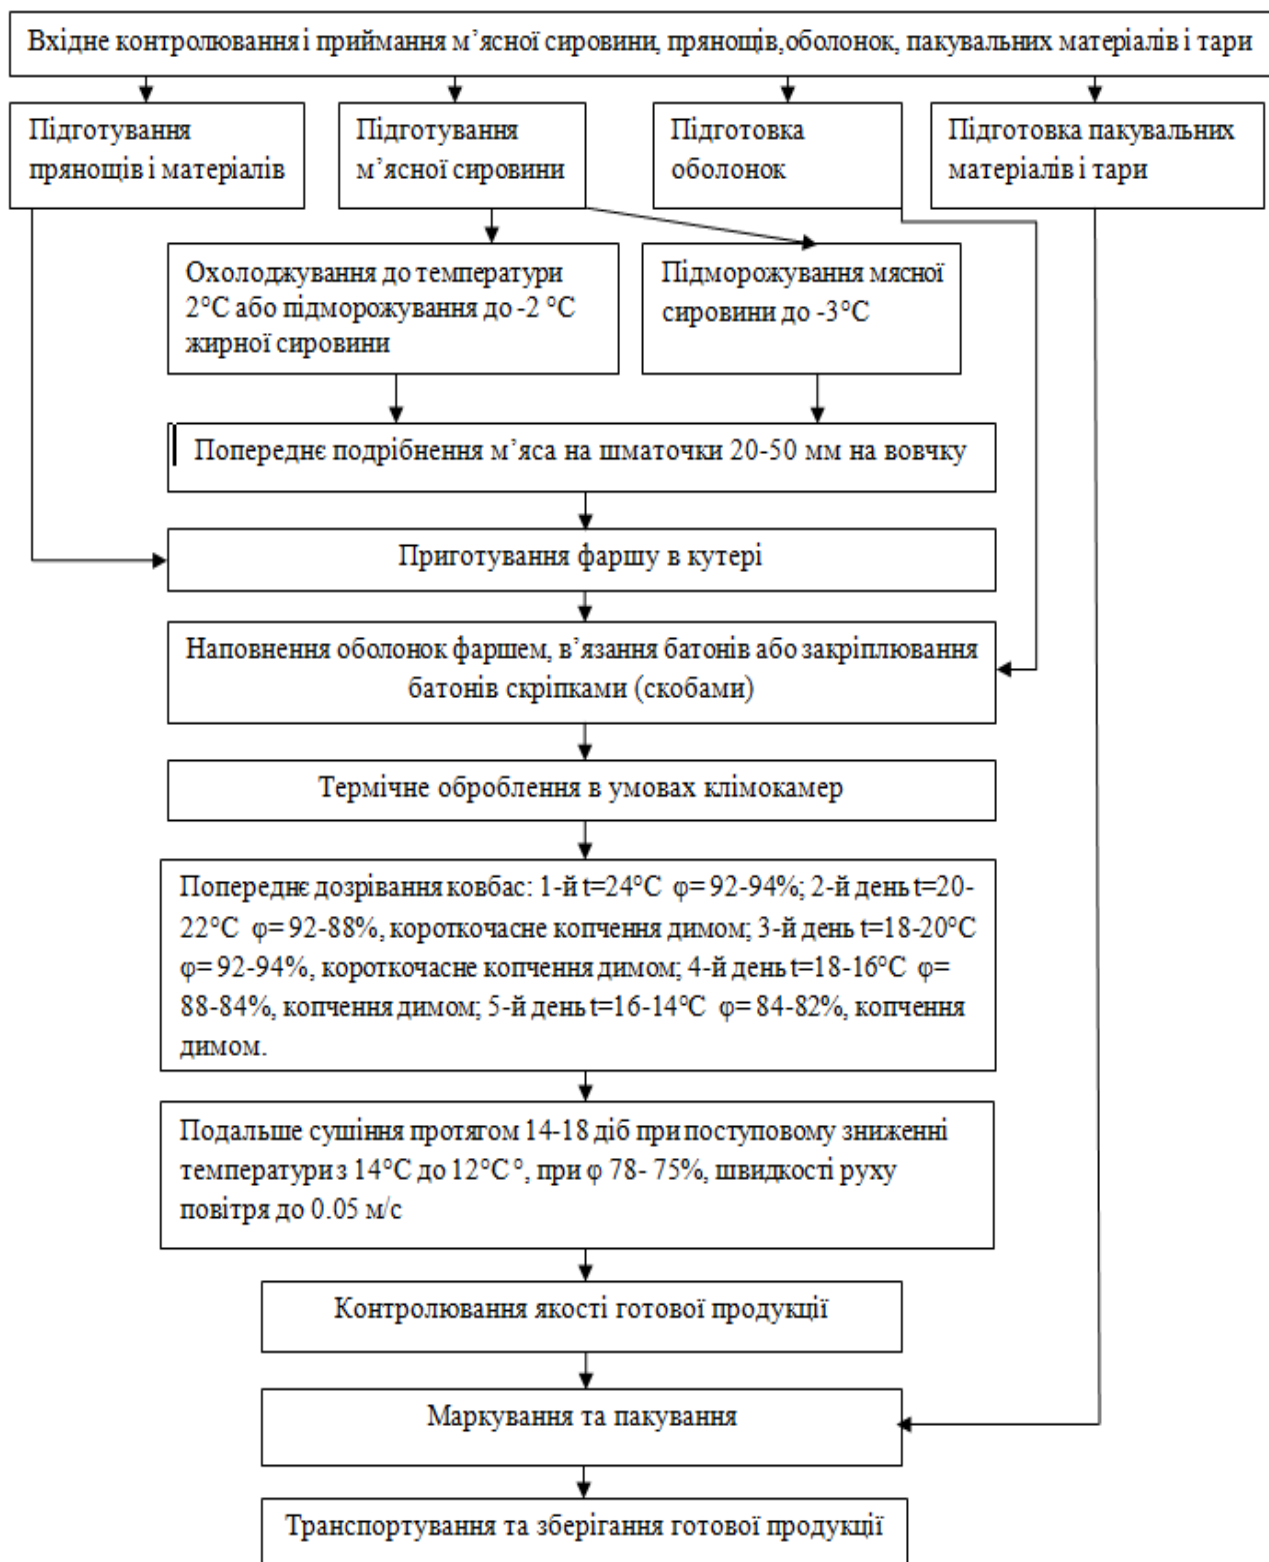 Вхідне контролювання і приймання м’ясної сировини, прянощів,оболонок, пакувальних матеріалів і тари
Підготування
прянощів і матеріалів
Підготування
м’ясної сировини
Підготовка
оболонок
Підготовка пакувальних
матеріалів і тари
Охолоджування до температури
2°С або підморожування до -2 °С
жирної сировини
Підморожування мясної
сировини до -3°С
Попереднє подрібнення м’яса на шматочки 20-50 мм на вовчку
Приготування фаршу в кутері
Наповнення оболонок фаршем, в’язання батонів або закріплювання
батонів скріпками (скобами)
Термічне оброблення в умовах клімокамер
Попереднє дозрівання ковбас: 1-й t=24°С φ= 92-94%; 2-й день t=20-
22°С φ= 92-88%, короткочасне копчення димом; 3-й день t=18-20°С
φ= 92-94%, короткочасне копчення димом; 4-й день t=18-16°С φ=
88-84%, копчення димом; 5-й день t=16-14°С φ= 84-82%, копчення
димом.
Подальше сушіння протягом 14-18 діб при поступовому зниженні
температури з 14°С до 12°С °, при φ 78- 75%, швидкості руху
повітря до 0.05 м/с
Контролювання якості готової продукції
Маркування та пакування
Транспортування та зберігання готової продукції